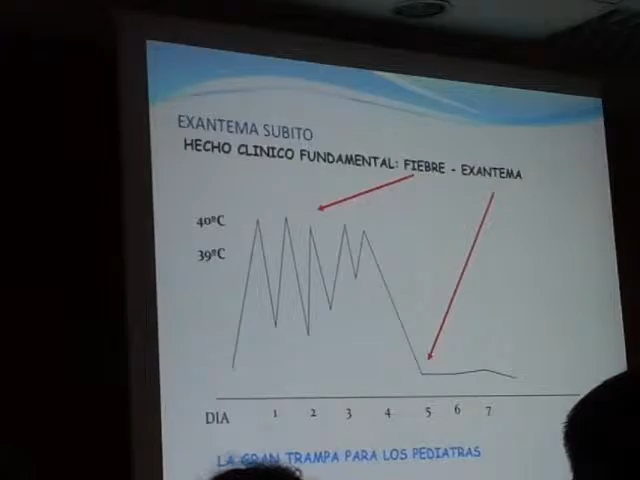 EXANTEMA SUBITO
HECHO CLINICO FUNDAMENTAL: FIEBRE - EXANTEMA
40ºC
39ºC
DIA 1 2 3 4 5 6 7
LA GRAN TRAMPA PARA LOS PEDIATRAS